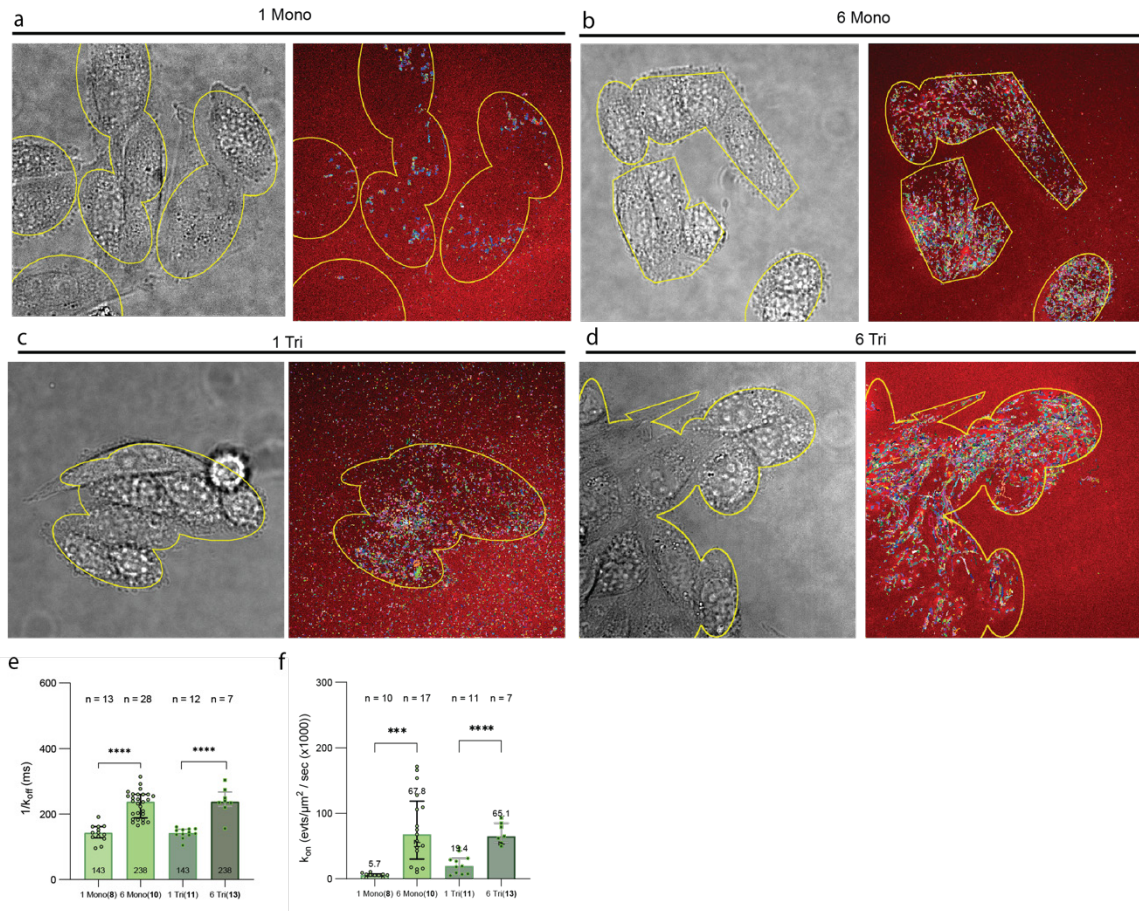 a
1 Mono
b
6 Mono
c
1 Tri
d
6 Tri
e
600
400
200
0
1/koff (ms)
n = 13 n = 28 n = 12 n = 7
**** ****
143 238 143 238
1 Mono(8) 6 Mono(10) 1 Tri(11) 6 Tri(13)
f
300
200
100
0
kon (evts/µm² / sec (x1000))
n = 10 n = 17 n = 11 n = 7
*** ****
5.7 67.8 19.4 65.1
1 Mono(8) 6 Mono(10) 1 Tri(11) 6 Tri(13)